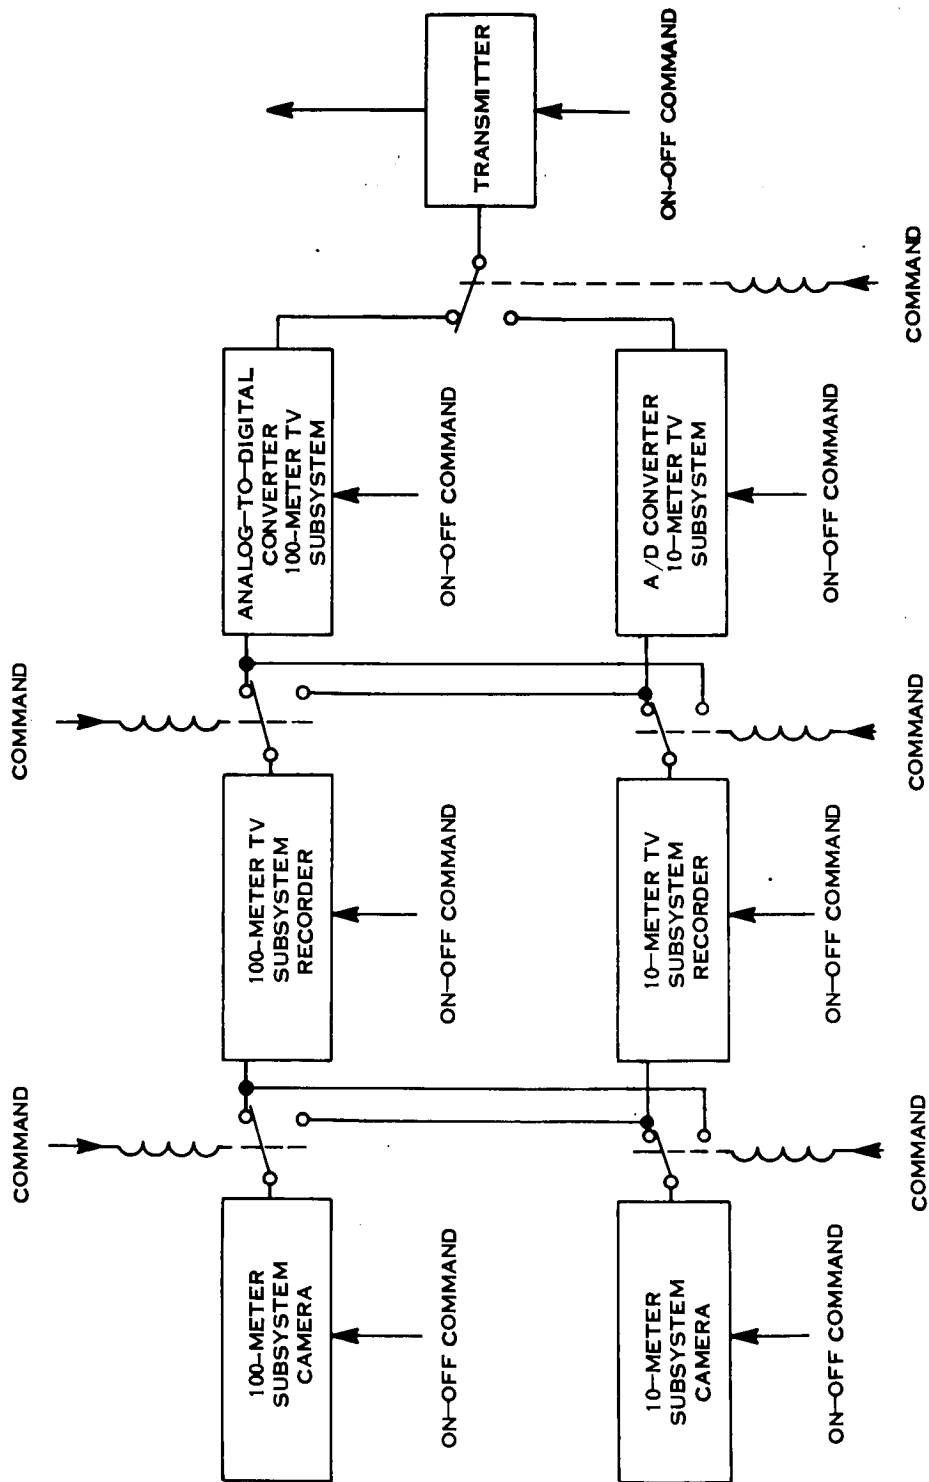 COMMAND
COMMAND
100-METER
SUBSYSTEM
CAMERA
100-METER TV
SUBSYSTEM
RECORDER
ANALOG-TO-DIGITAL
CONVERTER
100-METER TV
SUBSYSTEM
TRANSMITTER
ON-OFF COMMAND
ON-OFF COMMAND
ON-OFF COMMAND
ON-OFF COMMAND
10-METER
SUBSYSTEM
CAMERA
10-METER TV
SUBSYSTEM
RECORDER
A/D CONVERTER
10-METER TV
SUBSYSTEM
ON-OFF COMMAND
ON-OFF COMMAND
ON-OFF COMMAND
COMMAND
COMMAND
COMMAND